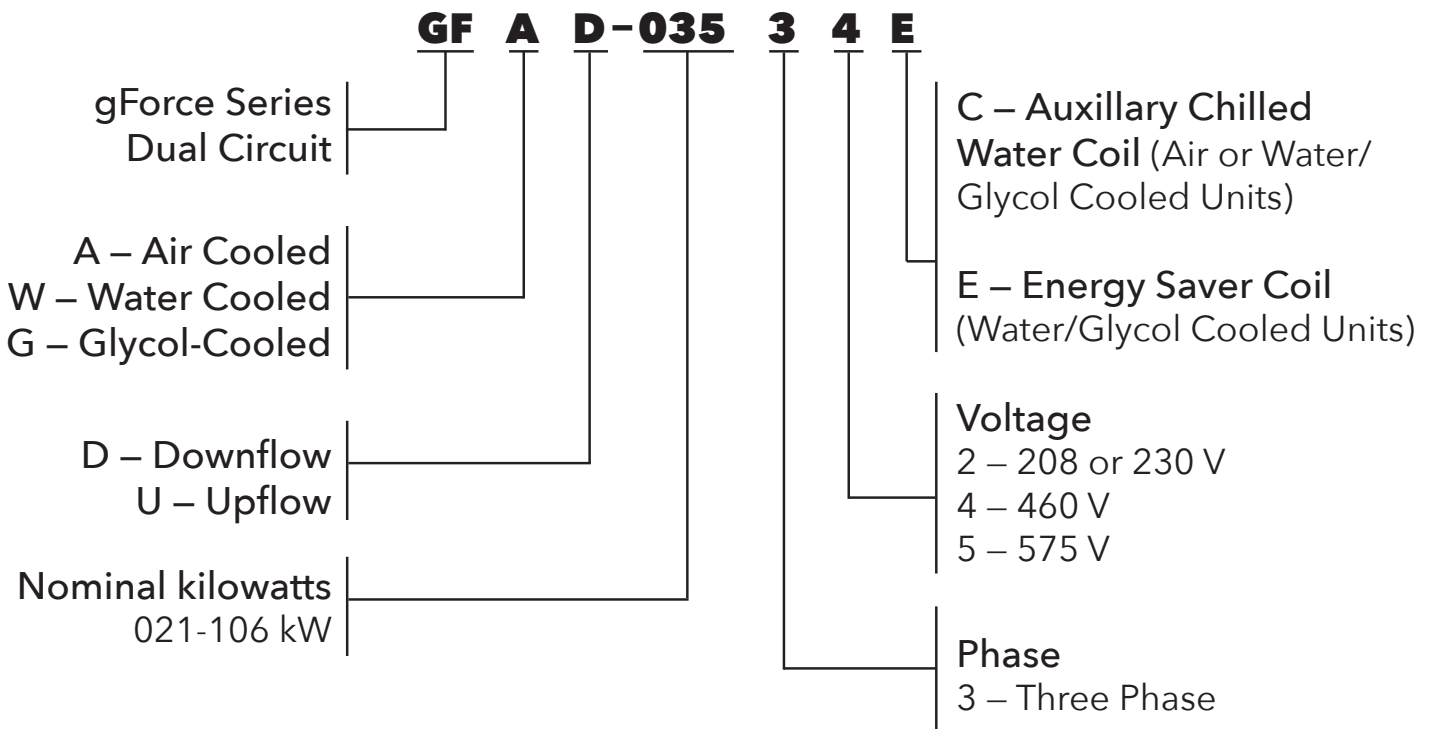 GF A D-035 3 4 E
gForce Series
Dual Circuit
A – Air Cooled
W – Water Cooled
G – Glycol-Cooled
D – Downflow
U – Upflow
Nominal kilowatts
021-106 kW
C – Auxillary Chilled
Water Coil (Air or Water/
Glycol Cooled Units)
E – Energy Saver Coil
(Water/Glycol Cooled Units)
Voltage
2 – 208 or 230 V
4 – 460 V
5 – 575 V
Phase
3 – Three Phase